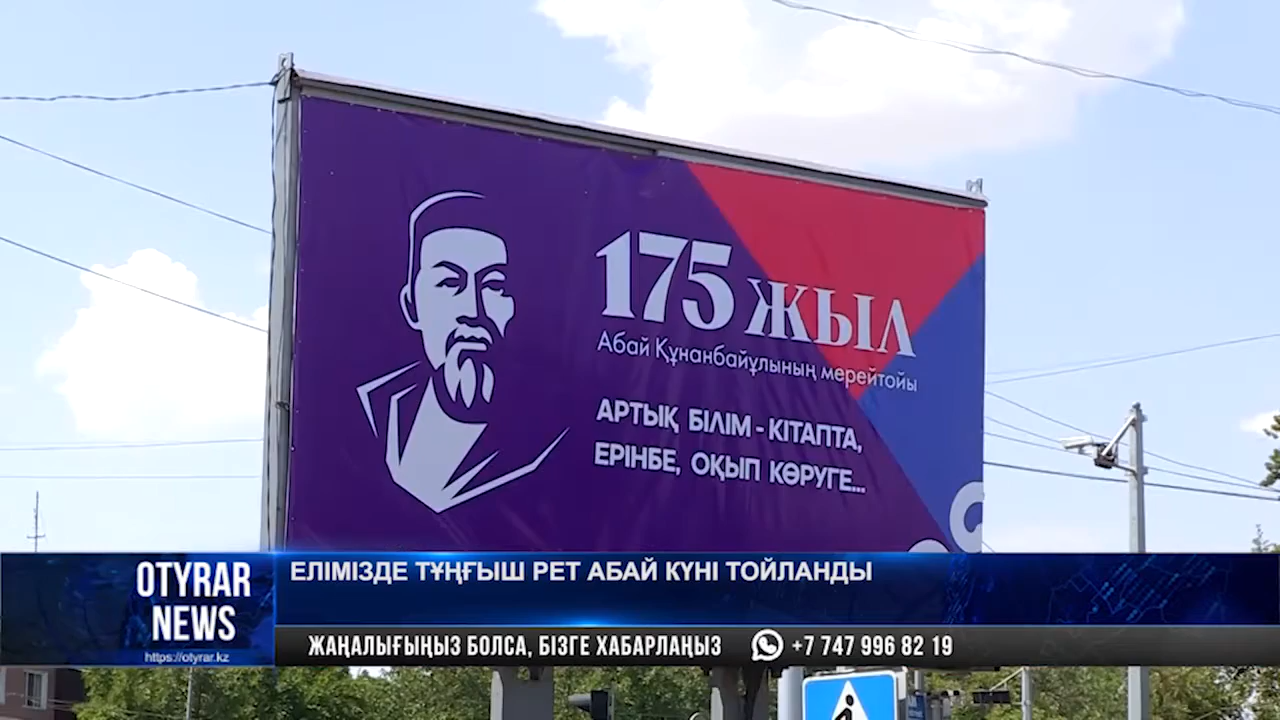 175 ЖЫЛ
Абай Құнанбайұлының мерейтойы
АРТЫҚ БІЛІМ - КІТАПТА,
ЕРІНБЕ, ОҚЫП КӨРУГЕ...
OTYRAR
NEWS
https://otyrar.kz
ЕЛІМІЗДЕ ТҰҢҒЫШ РЕТ АБАЙ КҮНІ ТОЙЛАНДЫ
ЖАҢАЛЫҒЫҢЫЗ БОЛСА, БІЗГЕ ХАБАРЛАҢЫЗ +7 747 996 82 19